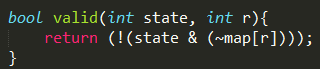 bool valid(int state, int r){
    return (!(state & (~map[r])));
}